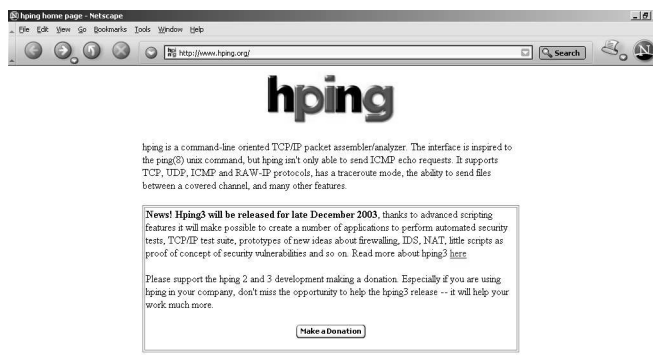 hping home page - Netscape
File Edit View Go Bookmarks Tools Window Help
http://www.hping.org/
Search
N
hping
hping is a command-line oriented TCP/IP packet assembler/analyzer. The interface is inspired to
the ping(8) unix command, but hping isn't only able to send ICMP echo requests. It supports
TCP, UDP, ICMP and RAW-IP protocols, has a traceroute mode, the ability to send files
between a covered channel, and many other features.
News! Hping3 will be released for late December 2003, thanks to advanced scripting
features it will make possible to create a number of applications to perform automated security
tests, TCP/IP test suite, prototypes of new ideas about firewalling, IDS, NAT, little scripts as
proof of concept of security vulnerabilities and so on. Read more about hping3 here
Please support the hping 2 and 3 development making a donation. Especially if you are using
hping in your company, don't miss the opportunity to help the hping3 release -- it will help your
work much more.
Make a Donation